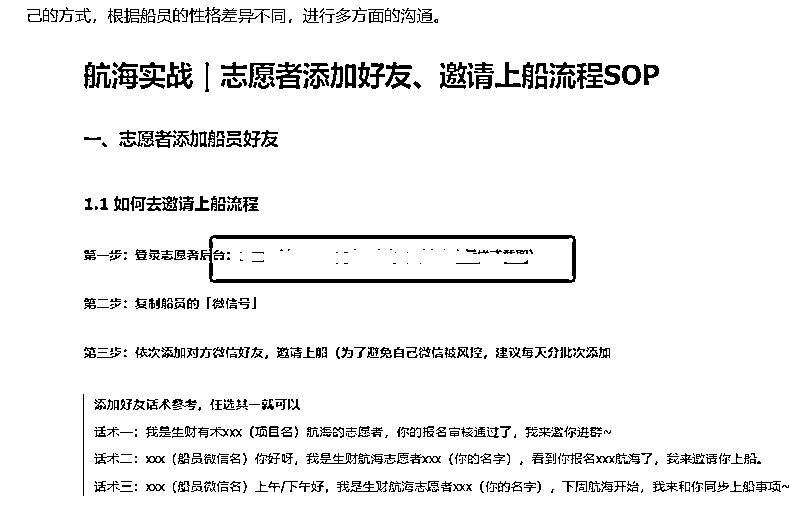 己的方式，根据船员的性格差异不同，进行多方面的沟通。
航海实战｜志愿者添加好友、邀请上船流程SOP
一、志愿者添加船员好友
1.1 如何去邀请上船流程
第一步：登录志愿者后台：
第二步：复制船员的「微信号」
第三步：依次添加对方微信好友，邀请上船（为了避免自己微信被风控，建议每天分批次添加
添加好友话术参考，任选其一就可以
话术一：我是生财有术xxx（项目名）航海的志愿者，你的报名审核通过了，我来邀你进群~
话术二：xxx（船员微信名）你好呀，我是生财航海志愿者xxx（你的名字），看到你报名xxx航海了，我来邀请你上船。
话术三：xxx（船员微信名）上午/下午好，我是生财航海志愿者xxx（你的名字），下周航海开始，我来和你同步上船事项~